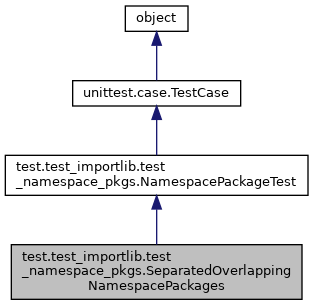 object
unittest.case.TestCase
test.test_importlib.test
_namespace_pkgs.NamespacePackageTest
test.test_importlib.test
_namespace_pkgs.SeparatedOverlapping
NamespacePackages